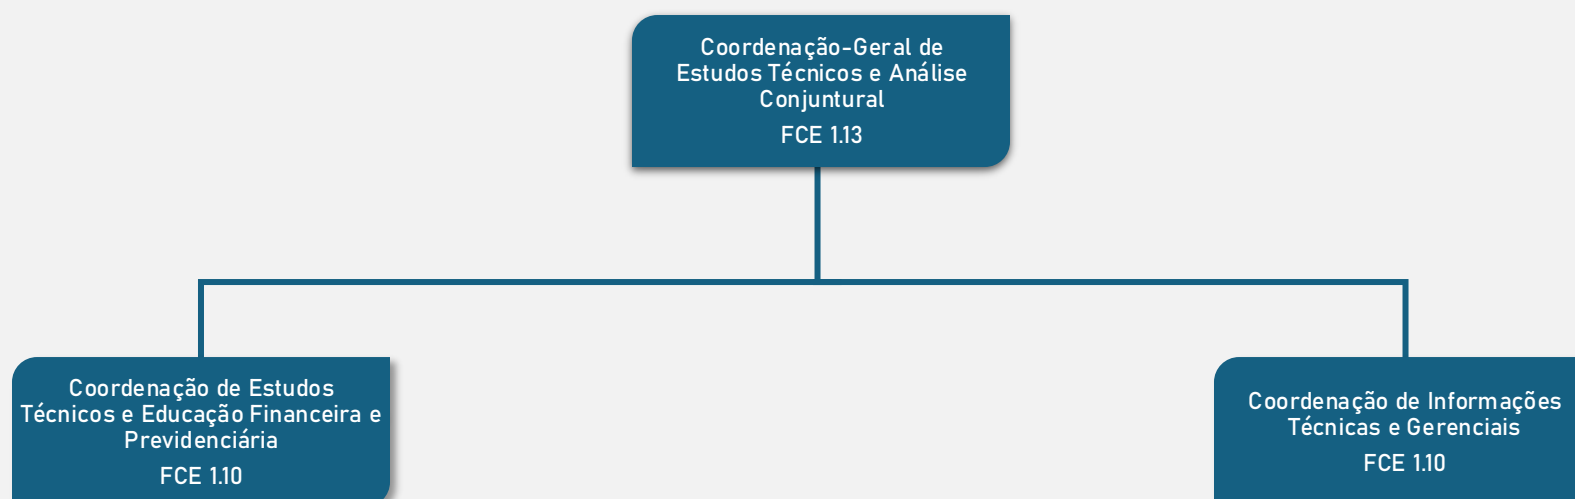 Coordenação-Geral de
Estudos Técnicos e Análise
Conjuntural
FCE 1.13
Coordenação de Estudos
Técnicos e Educação Financeira e
Previdenciária
FCE 1.10
Coordenação de Informações
Técnicas e Gerenciais
FCE 1.10